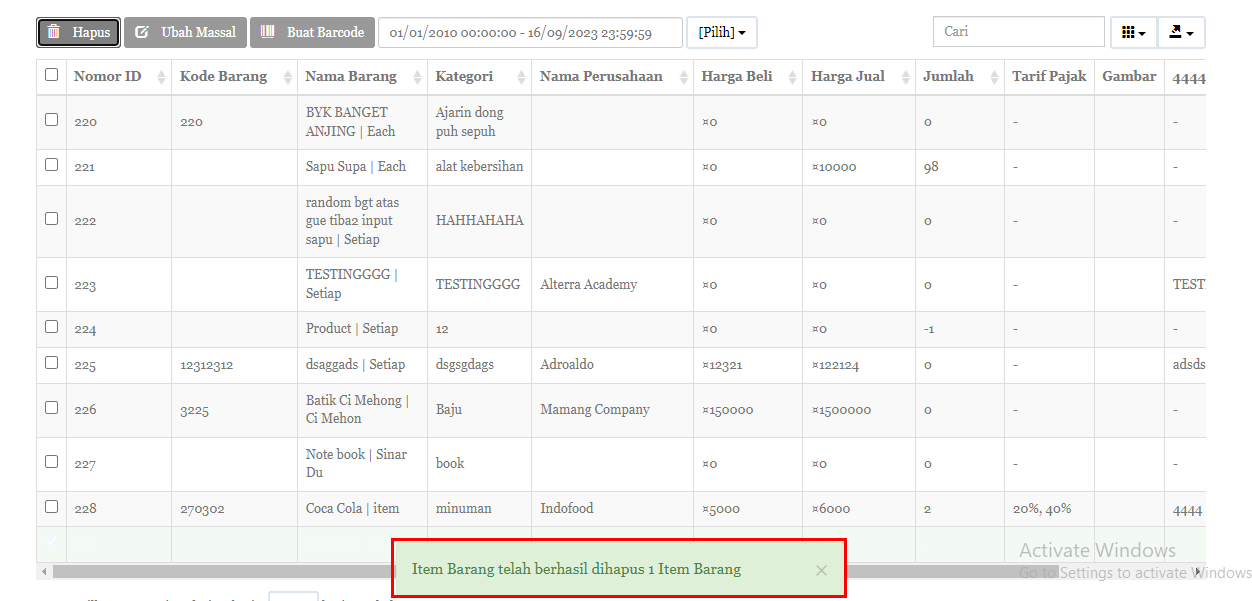 Hapus Ubah Massal Buat Barcode 01/01/2010 00:00:00 - 16/09/2023 23:59:59 [Pilih] Cari
Nomor ID Kode Barang Nama Barang Kategori Nama Perusahaan Harga Beli Harga Jual Jumlah Tarif Pajak Gambar 4444
220 220 BYK BANGET ANJING | Each Ajarin dong puh sepuh ¤0 ¤0 0 - -
221 Sapu Supa | Each alat kebersihan ¤0 ¤10000 98 - -
222 random bgt atas gue tiba2 input sapu | Setiap HAHHAHAHA ¤0 ¤0 0 - -
223 TESTINGGGG | Setiap TESTINGGGG Alterra Academy ¤0 ¤0 0 - TEST
224 Product | Setiap 12 ¤0 ¤0 -1 - -
225 12312312 dsaggads | Setiap dsgsgdags Adroaldo ¤12321 ¤122124 0 - adsds
226 3225 Batik Ci Mehong | Ci Mehon Baju Mamang Company ¤150000 ¤1500000 0 - -
227 Note book | Sinar Du book ¤0 ¤0 0 - -
228 270302 Coca Cola | item minuman Indofood ¤5000 ¤6000 2 20%, 40% 4444
Item Barang telah berhasil dihapus 1 Item Barang ×
Activate Windows
Go to Settings to activate Windows